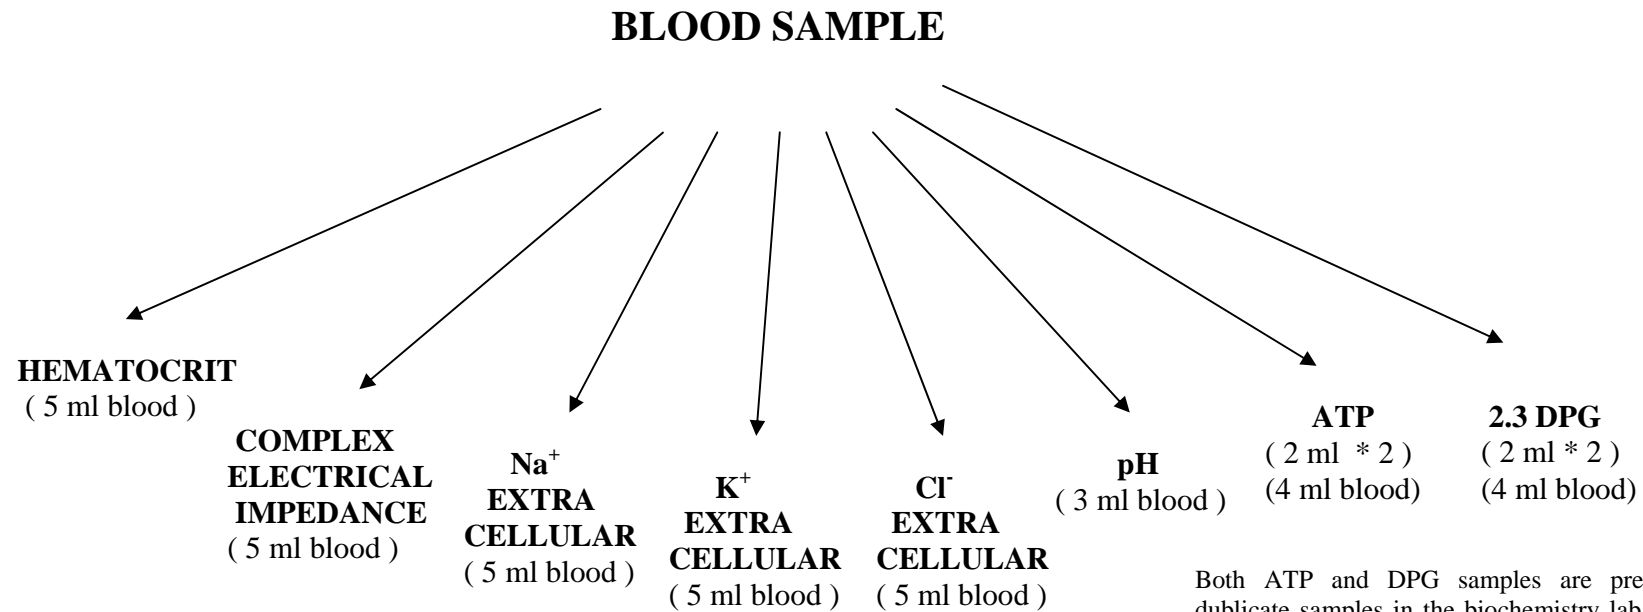 BLOOD SAMPLE
HEMATOCRIT
( 5 ml blood )
COMPLEX
ELECTRICAL
IMPEDANCE
( 5 ml blood )
Na⁺
EXTRA
CELLULAR
( 5 ml blood )
K⁺
EXTRA
CELLULAR
( 5 ml blood )
Cl⁻
EXTRA
CELLULAR
( 5 ml blood )
pH
( 3 ml blood )
ATP
( 2 ml * 2 )
(4 ml blood)
2.3 DPG
( 2 ml * 2 )
(4 ml blood)
Both ATP and DPG samples are pre
dublicate samples in the biochemistry lab